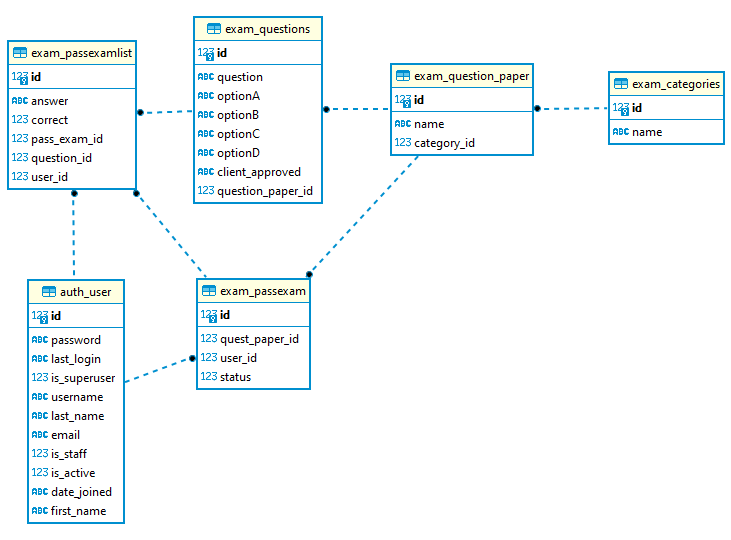 exam_passexamlist
123 id
ABC answer
123 correct
123 pass_exam_id
123 question_id
123 user_id
exam_questions
123 id
ABC question
ABC optionA
ABC optionB
ABC optionC
ABC optionD
ABC client_approved
123 question_paper_id
exam_question_paper
123 id
ABC name
123 category_id
exam_categories
123 id
ABC name
auth_user
123 id
ABC password
ABC last_login
123 is_superuser
ABC username
ABC last_name
ABC email
123 is_staff
123 is_active
ABC date_joined
ABC first_name
exam_passexam
123 id
123 quest_paper_id
123 user_id
123 status